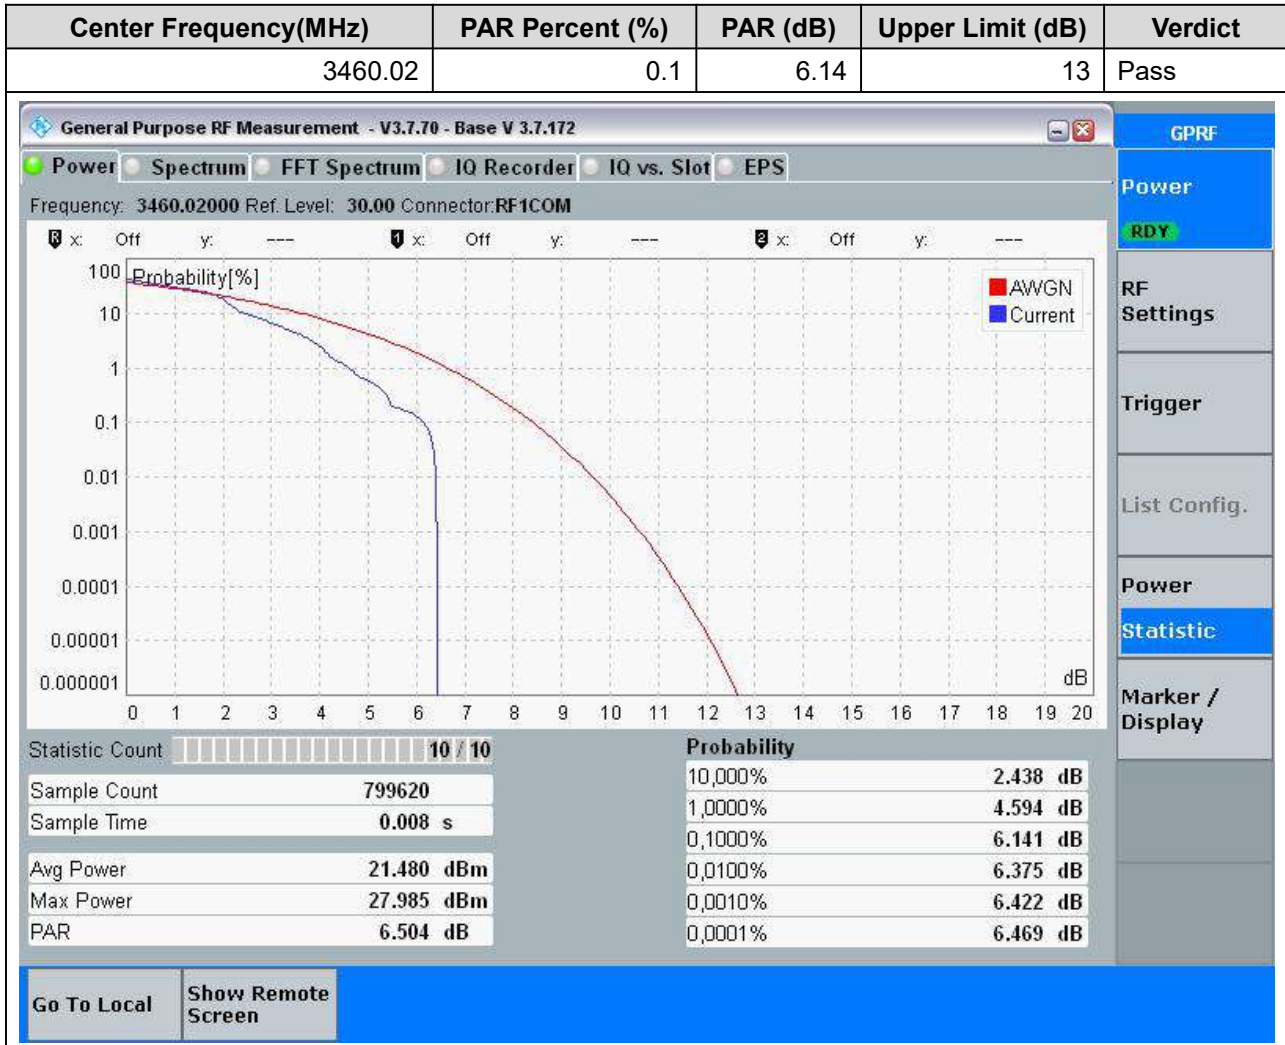 Center Frequency(MHz) PAR Percent (%) PAR (dB) Upper Limit (dB) Verdict
3460.02 0.1 6.14 13 Pass
General Purpose RF Measurement - V3.7.70 - Base V 3.7.172
GPRF
Power Spectrum FFT Spectrum IQ Recorder IQ vs. Slot EPS
Frequency: 3460.02000 Ref. Level: 30.00 Connector:RF1COM
R x: Off y: --- 1 x: Off y: --- 2 x: Off y: ---
Probability[%]
100
10
1
0.1
0.01
0.001
0.0001
0.00001
0.000001
AWGN
Current
dB
0 1 2 3 4 5 6 7 8 9 10 11 12 13 14 15 16 17 18 19 20
Statistic Count 10 / 10
Sample Count 799620
Sample Time 0.008 s
Avg Power 21.480 dBm
Max Power 27.985 dBm
PAR 6.504 dB
Probability
10,000% 2.438 dB
1,0000% 4.594 dB
0,1000% 6.141 dB
0,0100% 6.375 dB
0,0010% 6.422 dB
0,0001% 6.469 dB
Power
RDY
RF
Settings
Trigger
List Config.
Power
Statistic
Marker /
Display
Go To Local
Show Remote
Screen